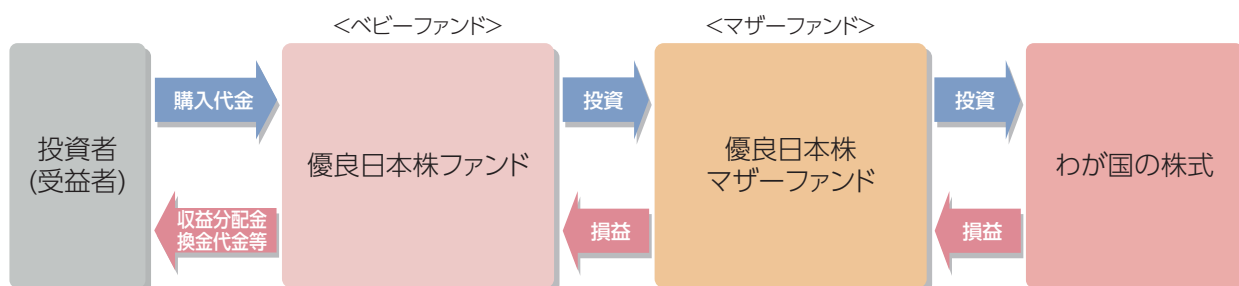 <ベビーファンド>
<マザーファンド>
投資者
(受益者)
購入代金
収益分配金
換金代金等
優良日本株ファンド
投資
損益
優良日本株
マザーファンド
投資
損益
わが国の株式